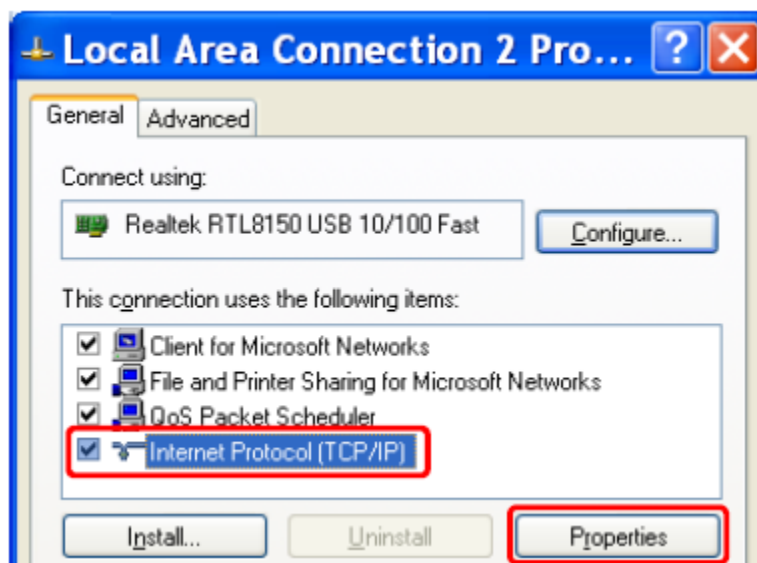 Local Area Connection 2 Pro...
General Advanced
Connect using:
Realtek RTL8150 USB 10/100 Fast Configure...
This connection uses the following items:
Client for Microsoft Networks
File and Printer Sharing for Microsoft Networks
QoS Packet Scheduler
Internet Protocol (TCP/IP)
Install... Uninstall Properties